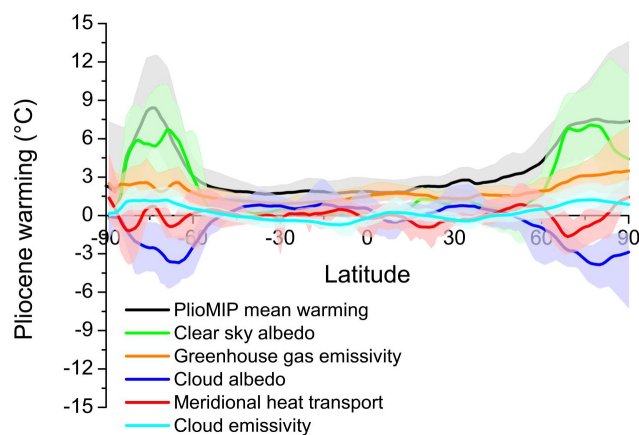 15
12
9
6
3
0
-3
-6
-9
-12
-15
Pliocene warming (°C)
-90 -60 -30 0 30 60 90
Latitude
PlioMIP mean warming
Clear sky albedo
Greenhouse gas emissivity
Cloud albedo
Meridional heat transport
Cloud emissivity